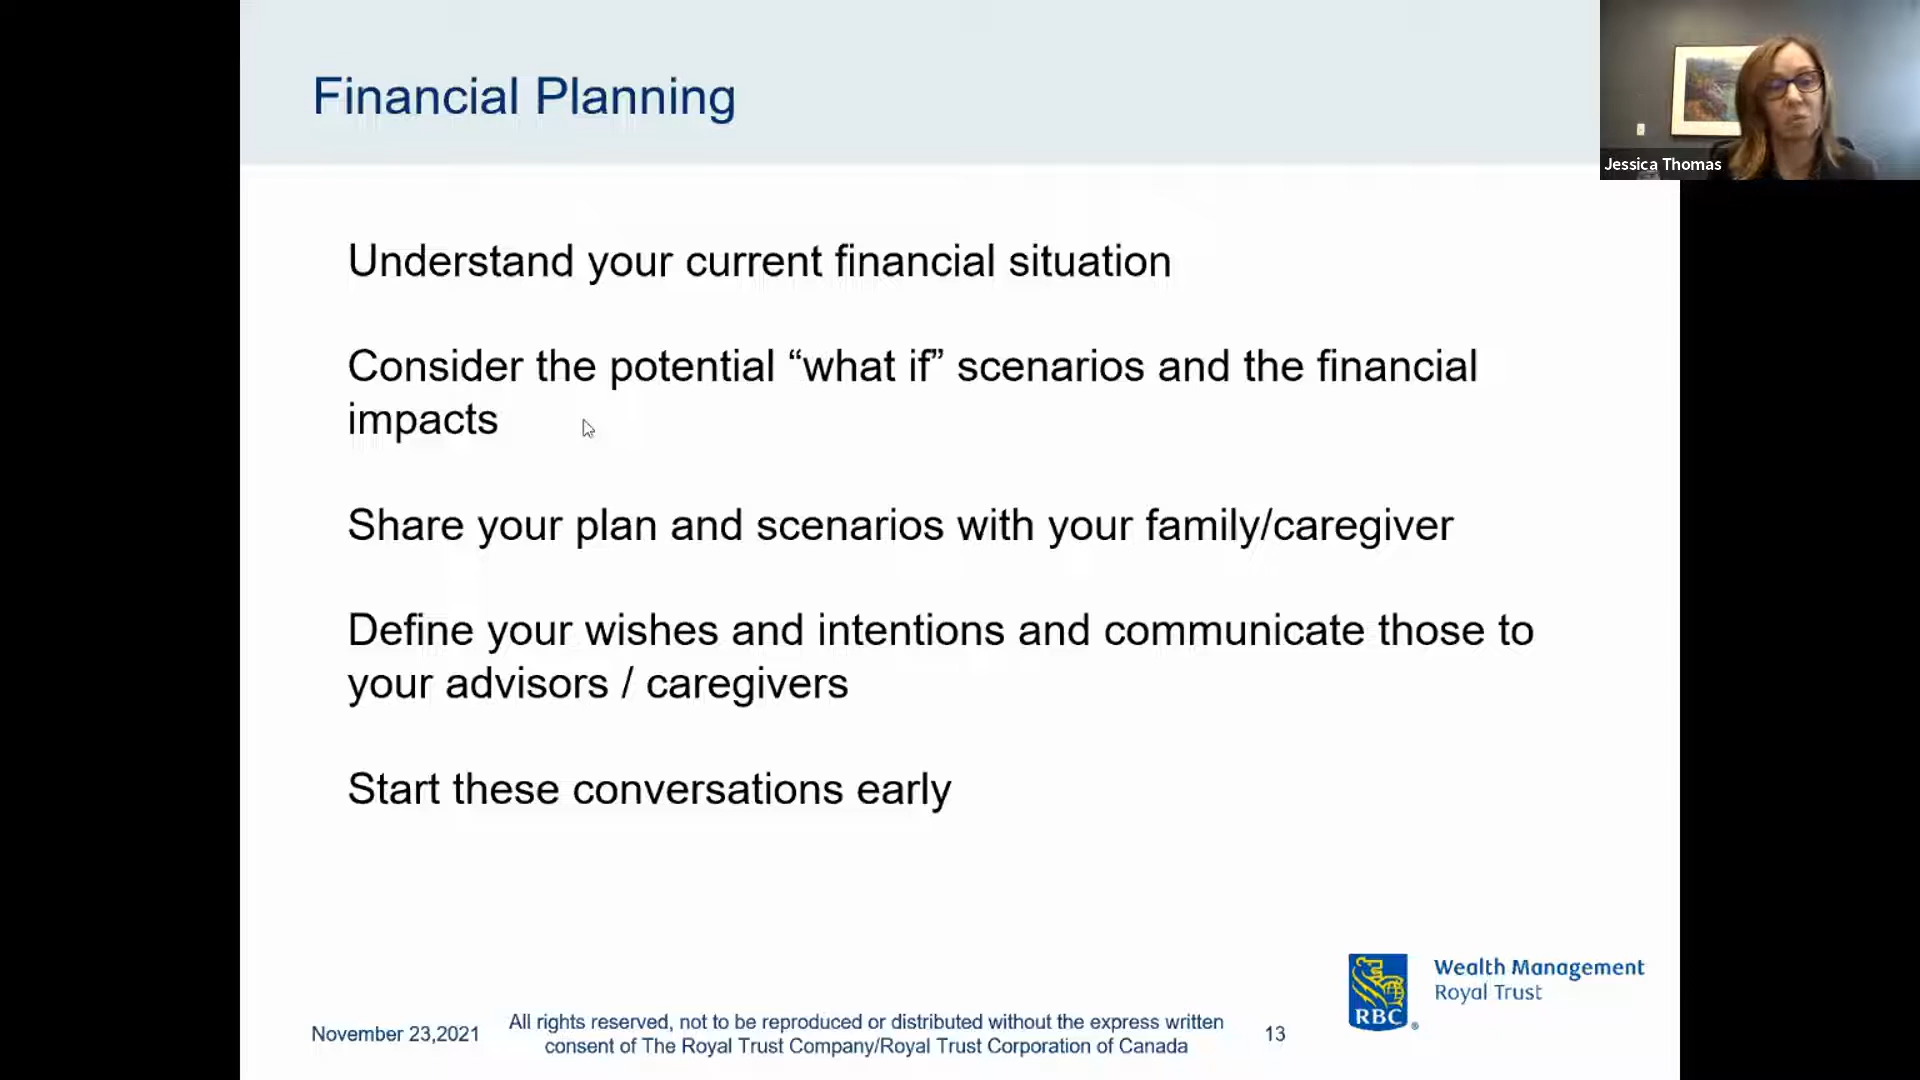 Financial Planning
Jessica Thomas
Understand your current financial situation
Consider the potential “what if” scenarios and the financial
impacts
Share your plan and scenarios with your family/caregiver
Define your wishes and intentions and communicate those to
your advisors / caregivers
Start these conversations early
November 23,2021
All rights reserved, not to be reproduced or distributed without the express written
consent of The Royal Trust Company/Royal Trust Corporation of Canada
13
RBC
®
Wealth Management
Royal Trust